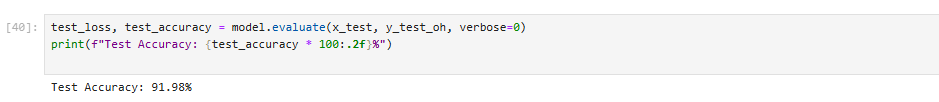 [40]: test_loss, test_accuracy = model.evaluate(x_test, y_test_oh, verbose=0)
print(f"Test Accuracy: {test_accuracy * 100:.2f}%")
Test Accuracy: 91.98%